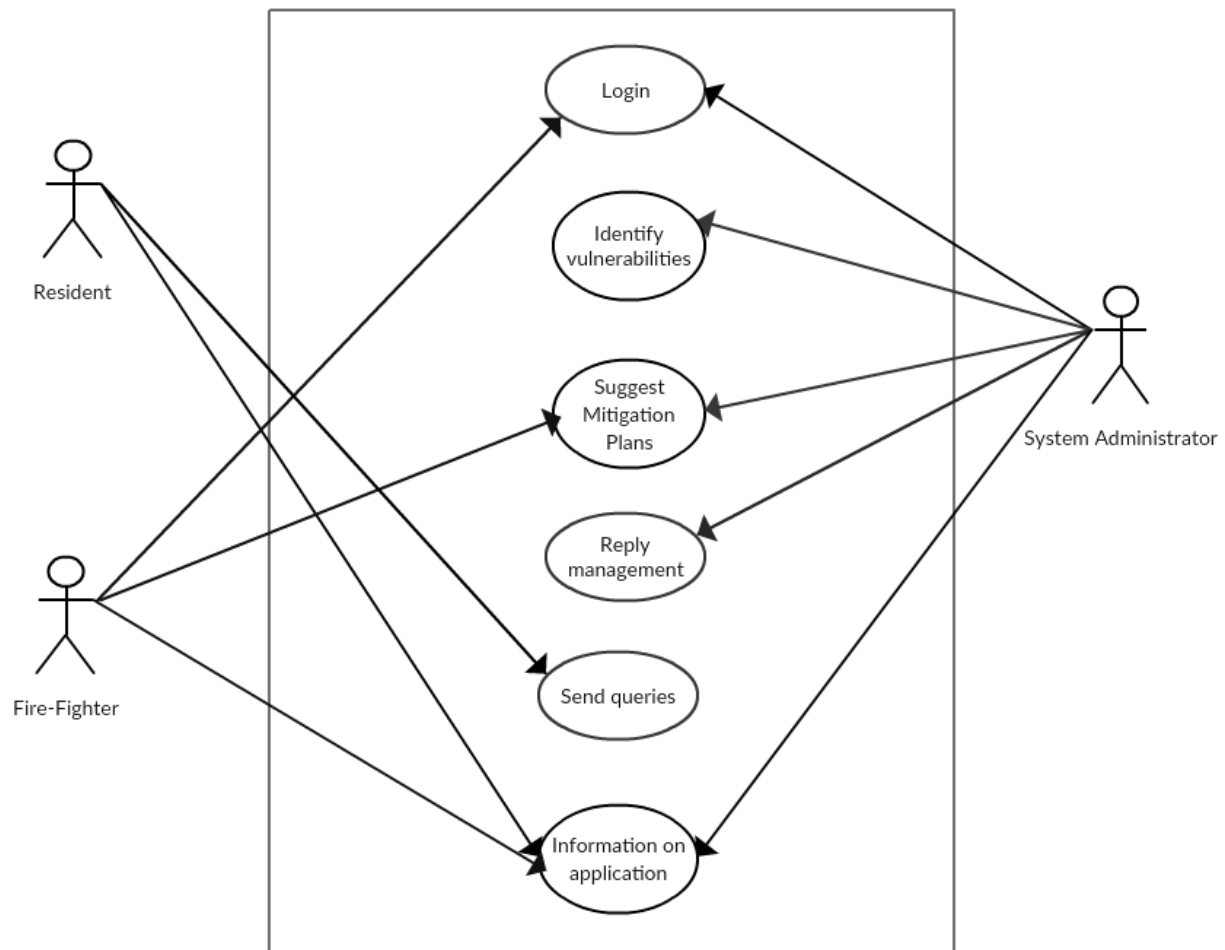 Login
Identify
vulnerabilities
Resident
Suggest
Mitigation
Plans
System Administrator
Reply
management
Send queries
Fire-Fighter
Information on
application